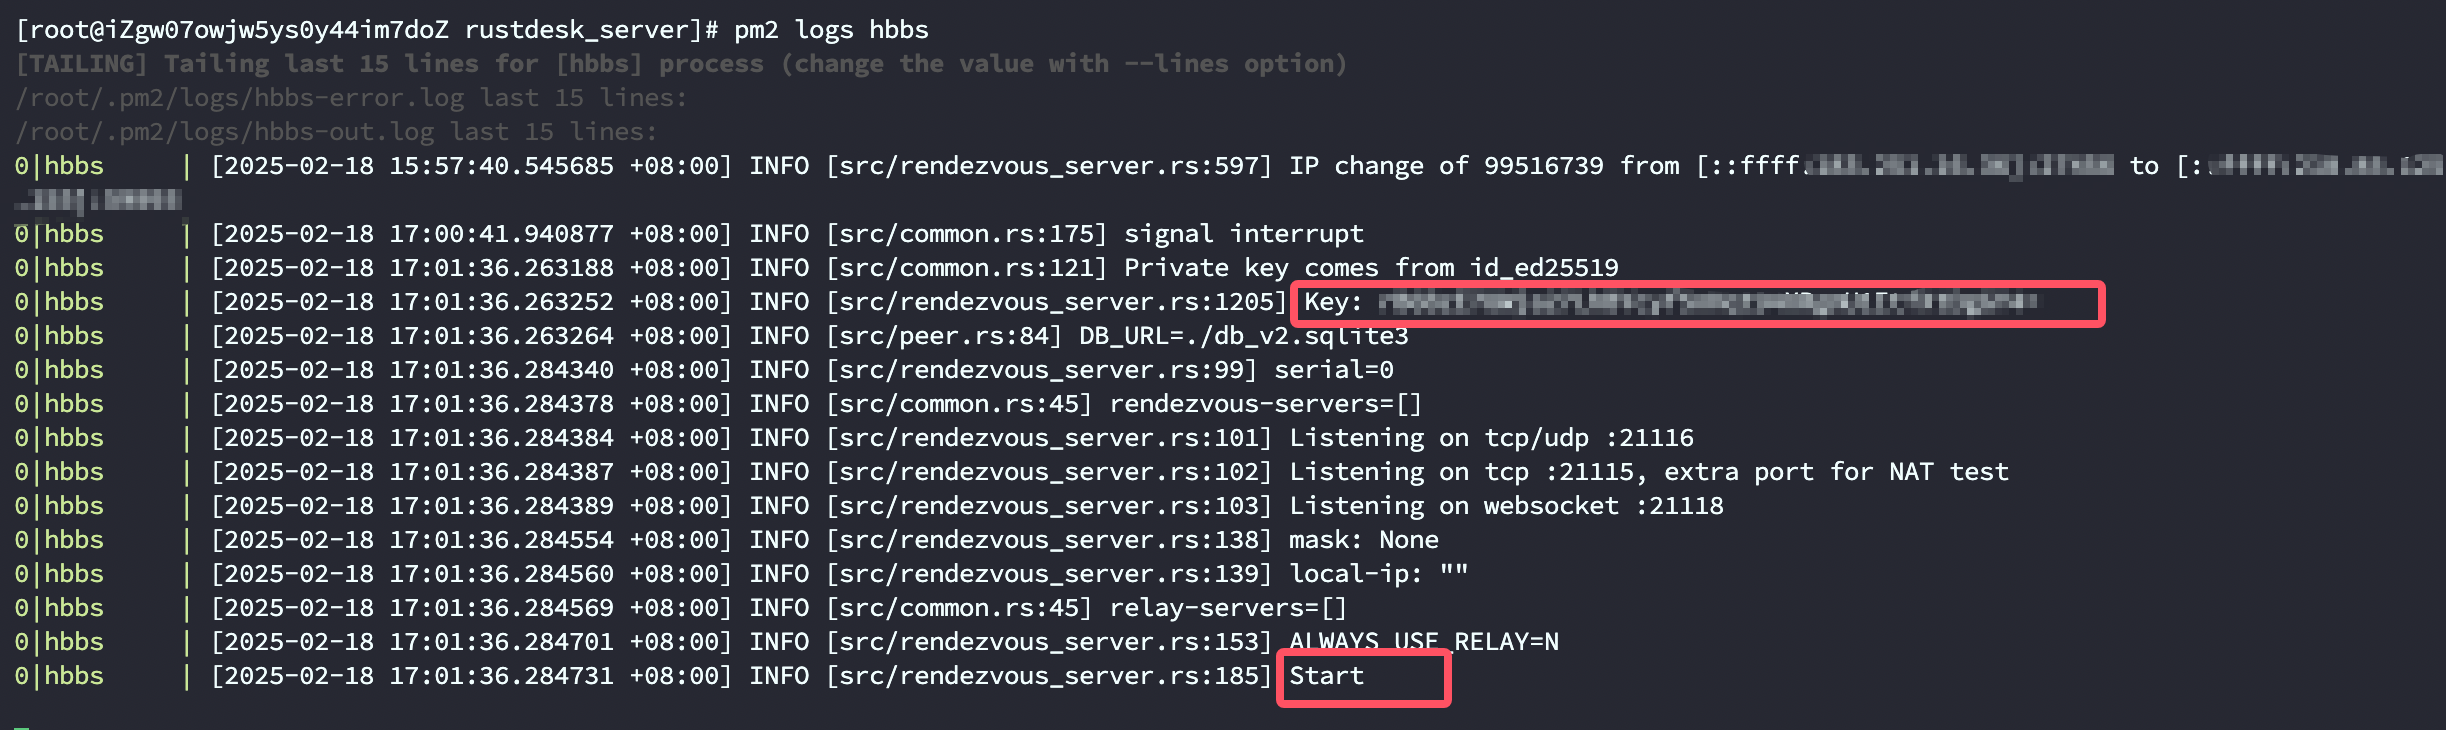 [root@iZgw07owjw5ys0y44im7doZ rustdesk_server]# pm2 logs hbbs
[TAILING] Tailing last 15 lines for [hbbs] process (change the value with --lines option)
/root/.pm2/logs/hbbs-error.log last 15 lines:
/root/.pm2/logs/hbbs-out.log last 15 lines:
0|hbbs     | [2025-02-18 15:57:40.545685 +08:00] INFO [src/rendezvous_server.rs:597] IP change of 99516739 from [::ffff to [:
0|hbbs     | [2025-02-18 17:00:41.940877 +08:00] INFO [src/common.rs:175] signal interrupt
0|hbbs     | [2025-02-18 17:01:36.263188 +08:00] INFO [src/common.rs:121] Private key comes from id_ed25519
0|hbbs     | [2025-02-18 17:01:36.263252 +08:00] INFO [src/rendezvous_server.rs:1205] Key:
0|hbbs     | [2025-02-18 17:01:36.263264 +08:00] INFO [src/peer.rs:84] DB_URL=./db_v2.sqlite3
0|hbbs     | [2025-02-18 17:01:36.284340 +08:00] INFO [src/rendezvous_server.rs:99] serial=0
0|hbbs     | [2025-02-18 17:01:36.284378 +08:00] INFO [src/common.rs:45] rendezvous-servers=[]
0|hbbs     | [2025-02-18 17:01:36.284384 +08:00] INFO [src/rendezvous_server.rs:101] Listening on tcp/udp :21116
0|hbbs     | [2025-02-18 17:01:36.284387 +08:00] INFO [src/rendezvous_server.rs:102] Listening on tcp :21115, extra port for NAT test
0|hbbs     | [2025-02-18 17:01:36.284389 +08:00] INFO [src/rendezvous_server.rs:103] Listening on websocket :21118
0|hbbs     | [2025-02-18 17:01:36.284554 +08:00] INFO [src/rendezvous_server.rs:138] mask: None
0|hbbs     | [2025-02-18 17:01:36.284560 +08:00] INFO [src/rendezvous_server.rs:139] local-ip: ""
0|hbbs     | [2025-02-18 17:01:36.284569 +08:00] INFO [src/common.rs:45] relay-servers=[]
0|hbbs     | [2025-02-18 17:01:36.284701 +08:00] INFO [src/rendezvous_server.rs:153] ALWAYS_USE_RELAY=N
0|hbbs     | [2025-02-18 17:01:36.284731 +08:00] INFO [src/rendezvous_server.rs:185] Start